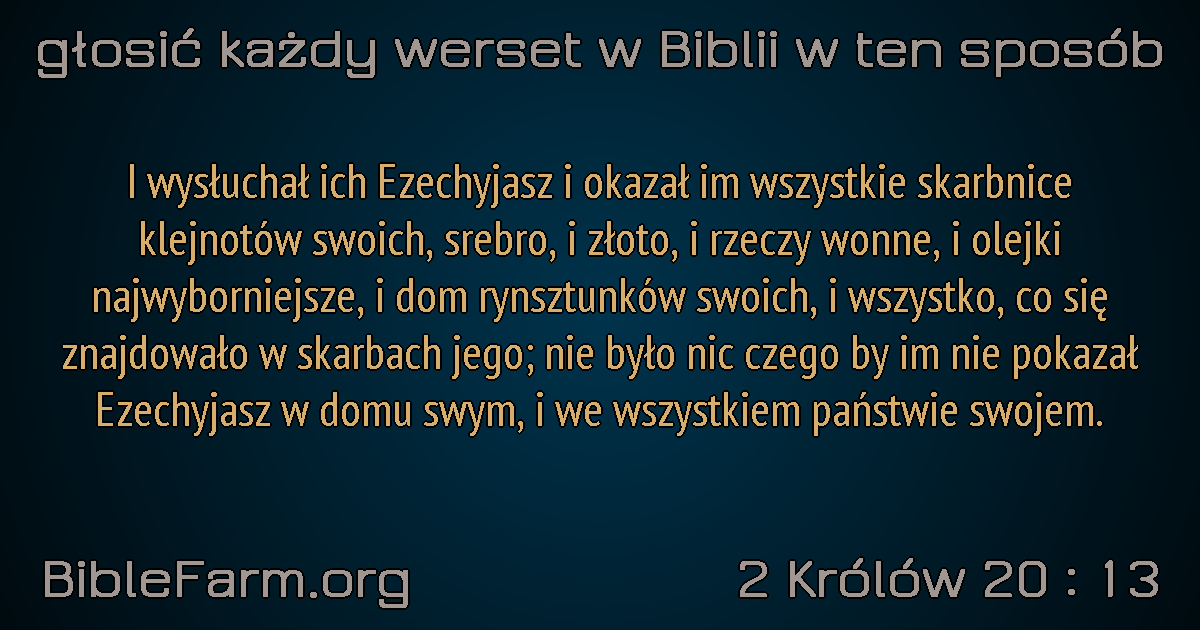 głosić każdy werset w Biblii w ten sposób
I wysłuchał ich Ezechyjasz i okazał im wszystkie skarbnice
klejnotów swoich, srebro, i złoto, i rzeczy wonne, i olejki
najwyborniejsze, i dom rynsztunków swoich, i wszystko, co się
znajdowało w skarbach jego; nie było nic czego by im nie pokazał
Ezechyjasz w domu swym, i we wszystkiem państwie swojem.
BibleFarm.org
2 Królów 20 : 13